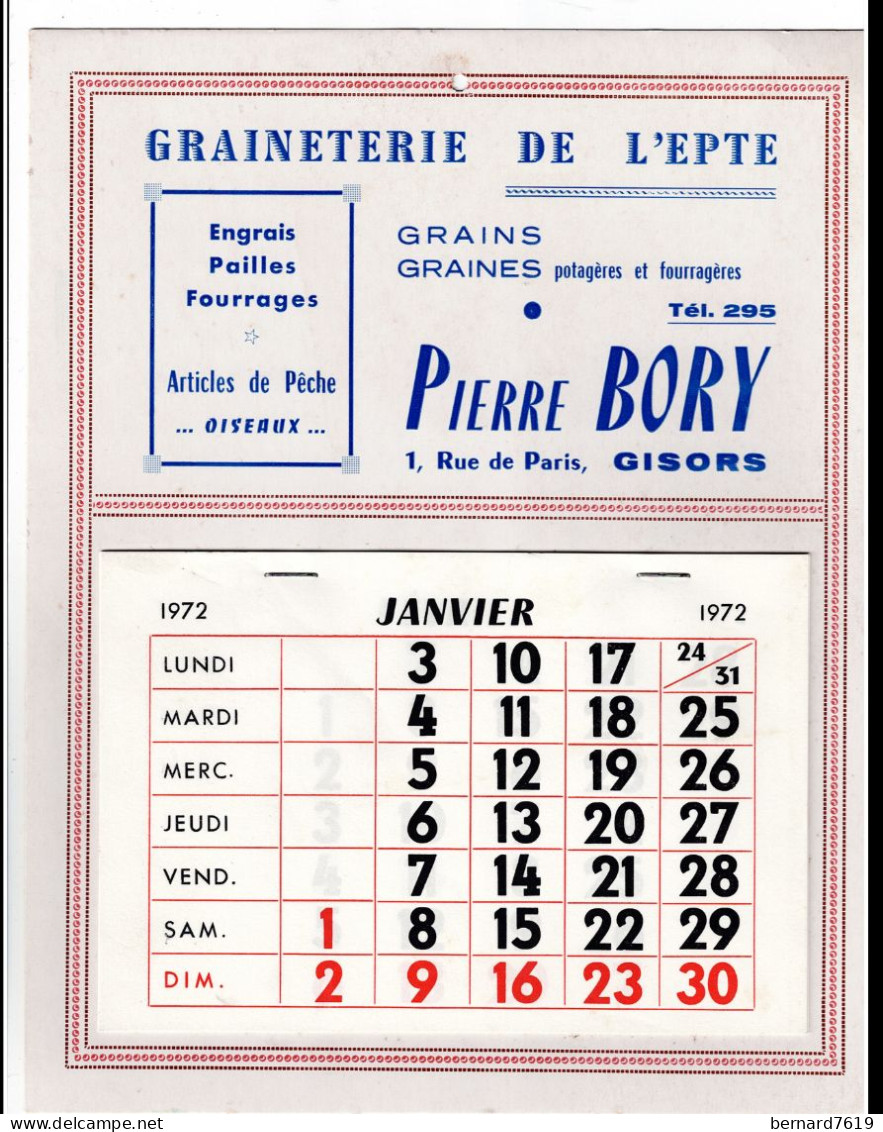 GRAINETERIE DE L'EPTE
Engrais
Pailles
Fourrages
Articles de Pêche
... OISEAUX ...
GRAINS
GRAINES potagères et fourragères
Tél. 295
PIERRE BORY
1, Rue de Paris, GISORS
1972 JANVIER 1972
LUNDI 3 10 17 24/31
MARDI 4 11 18 25
MERC. 5 12 19 26
JEUDI 6 13 20 27
VEND. 7 14 21 28
SAM. 1 8 15 22 29
DIM. 2 9 16 23 30
delcampe.net
bernard7619